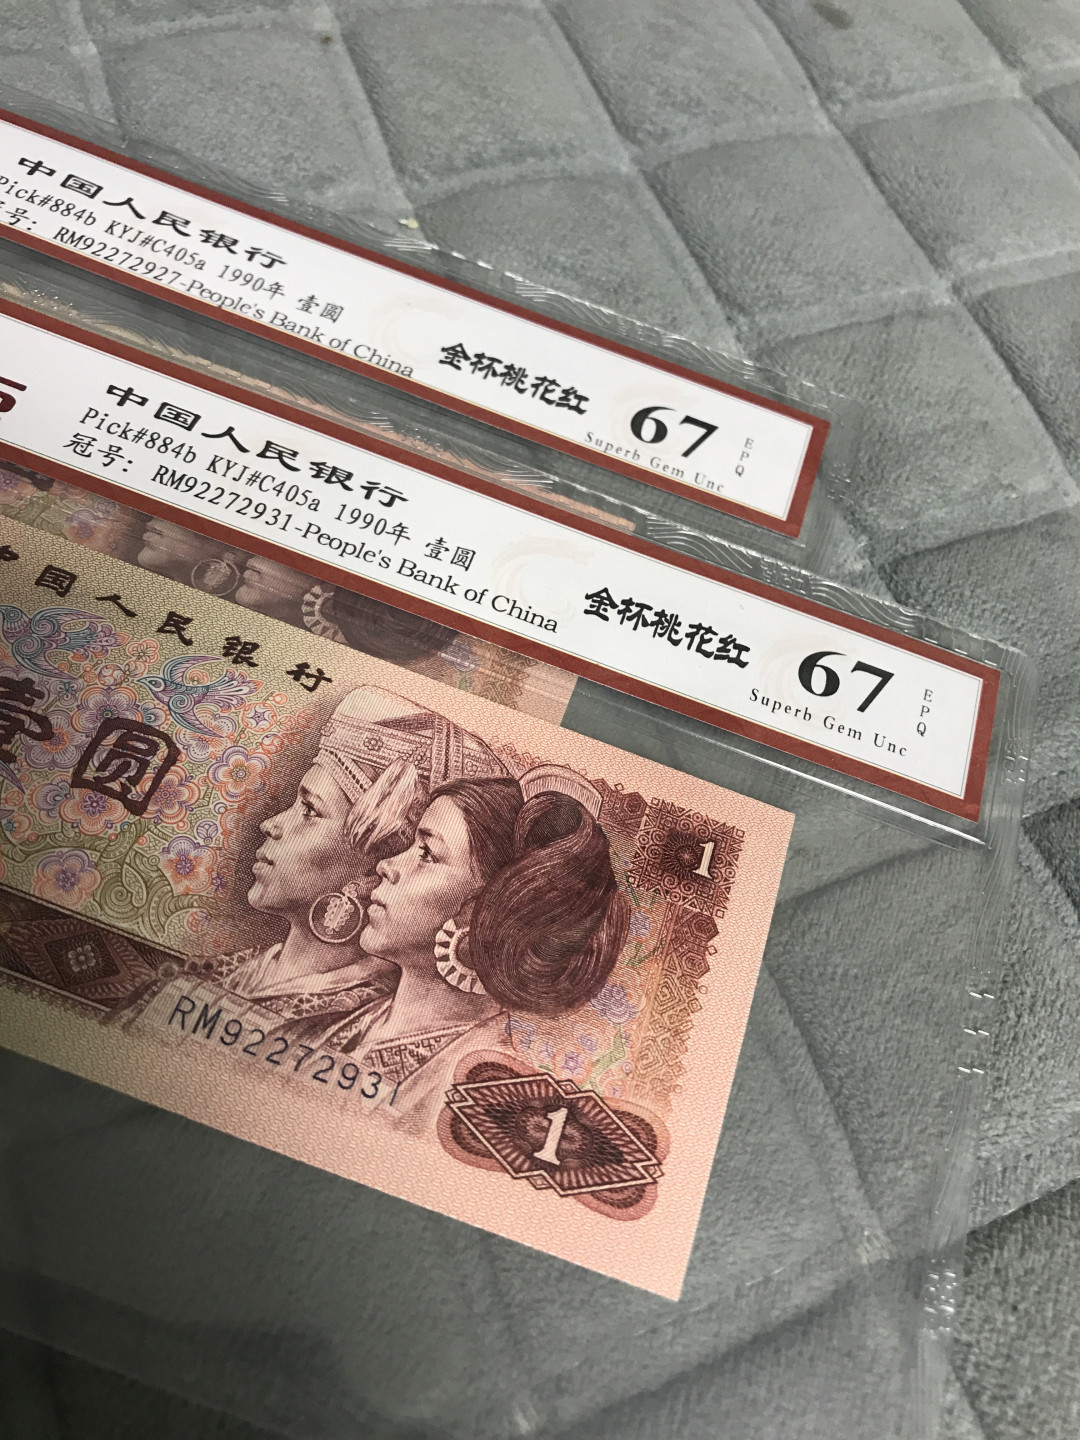 中国人民银行
Pick#884b KYJ#C405a 1990年 壹圆
号: RM92272927-People's Bank of China
金杯桃花红
67
EPQ
Superb Gem Unc
中国人民银行
Pick#884b KYJ#C405a 1990年 壹圆
冠号: RM92272931-People's Bank of China
金杯桃花红
67
EPQ
Superb Gem Unc
中国人民银行
壹圆
1
RM92272931
1